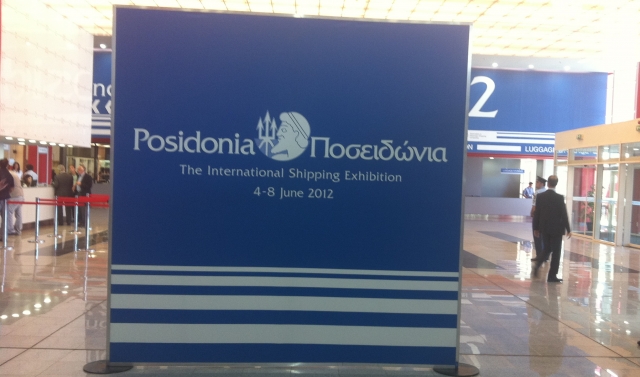 Posidonia Ποσειδώνια
The International Shipping Exhibition
4-8 June 2012
2
LUGGAGE